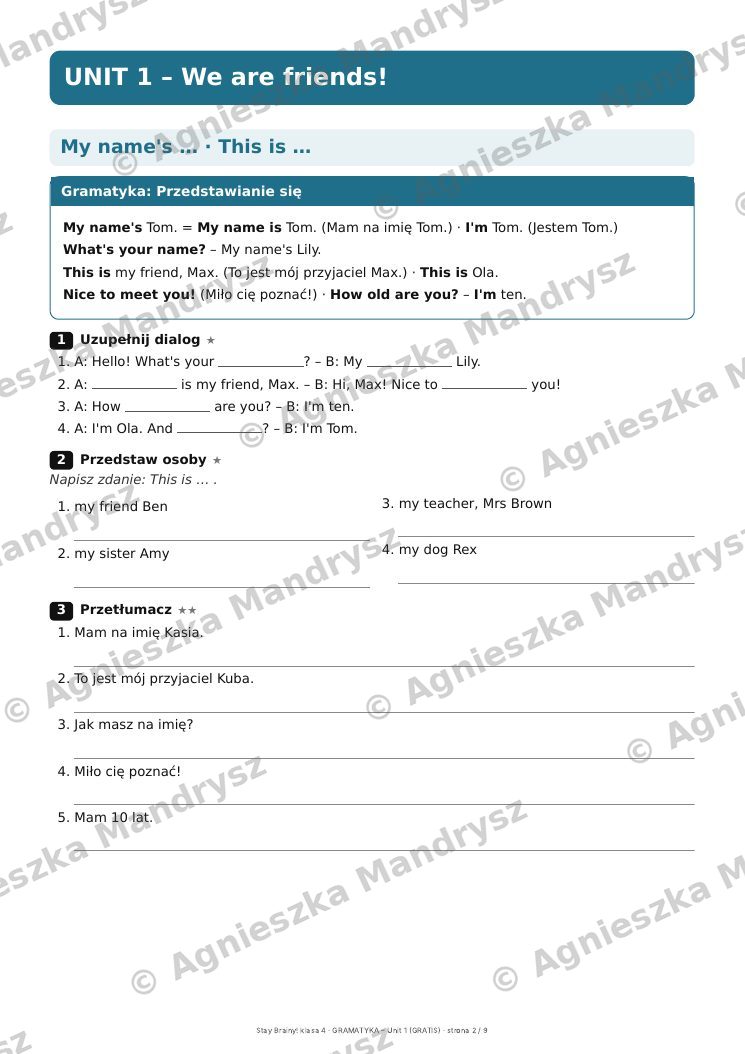 UNIT 1 – We are friends!
My name's ... · This is ...
Gramatyka: Przedstawianie się
My name's Tom. = My name is Tom. (Mam na imię Tom.) · I'm Tom. (Jestem Tom.)
What's your name? – My name's Lily.
This is my friend, Max. (To jest mój przyjaciel Max.) · This is Ola.
Nice to meet you! (Miło cię poznać!) · How old are you? – I'm ten.
1 Uzupełnij dialog ★
1. A: Hello! What's your ____________? – B: My ____________ Lily.
2. A: ____________ is my friend, Max. – B: Hi, Max! Nice to ____________ you!
3. A: How ____________ are you? – B: I'm ten.
4. A: I'm Ola. And ____________? – B: I'm Tom.
2 Przedstaw osoby ★
Napisz zdanie: This is ... .
1. my friend Ben
2. my sister Amy
3. my teacher, Mrs Brown
4. my dog Rex
3 Przetłumacz ★★
1. Mam na imię Kasia.
2. To jest mój przyjaciel Kuba.
3. Jak masz na imię?
4. Miło cię poznać!
5. Mam 10 lat.
Stay Brainy! klasa 4 · GRAMATYKA – Unit 1 (GRATIS) · strona 2 / 9
© Agnieszka Mandrysz